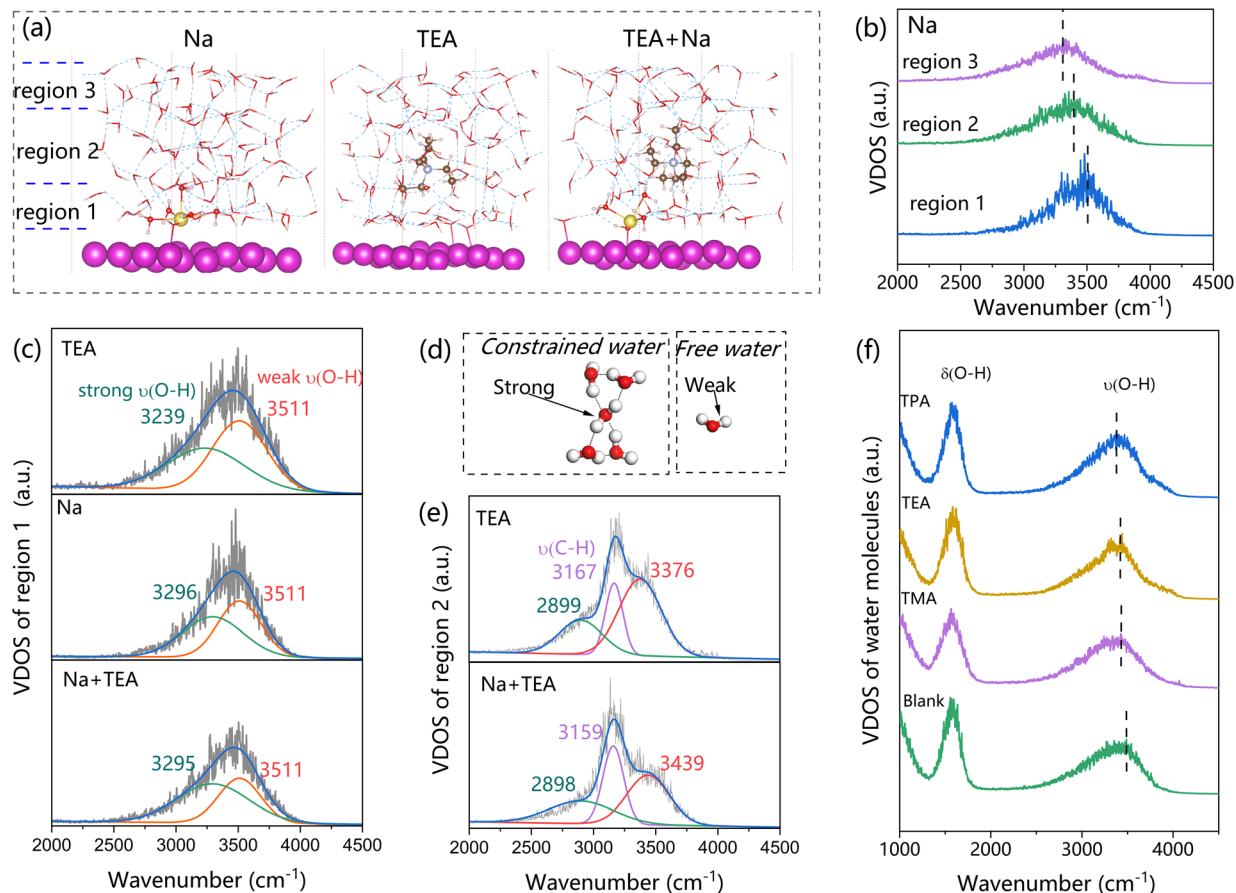 (a)
Na
TEA
TEA+Na
region 3
region 2
region 1
(b)
Na
region 3
region 2
region 1
VDOS (a.u.)
2000 2500 3000 3500 4000 4500
Wavenumber (cm⁻¹)
(c)
TEA
strong υ(O-H)
3239
weak υ(O-H)
3511
Na
3296
3511
Na+TEA
3295
3511
VDOS of region 1 (a.u.)
2000 2500 3000 3500 4000 4500
Wavenumber (cm⁻¹)
(d)
Constrained water
Free water
Strong
Weak
(e)
TEA
υ(C-H)
3167
3376
2899
Na+TEA
3159
3439
2898
VDOS of region 2 (a.u.)
2000 2500 3000 3500 4000 4500
Wavenumber (cm⁻¹)
(f)
δ(O-H)
υ(O-H)
TPA
TEA
TMA
Blank
VDOS of water molecules (a.u.)
1000 2000 3000 4000
Wavenumber (cm⁻¹)